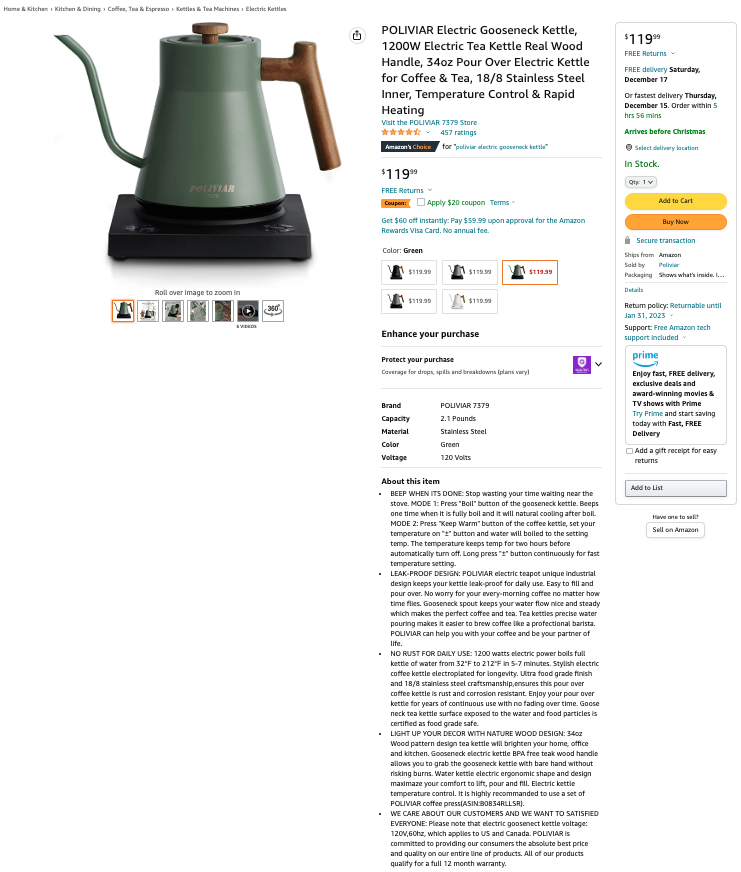 Home & Kitchen › Kitchen & Dining › Coffee, Tea & Espresso › Kettles & Tea Machines › Electric Kettles
POLIVIAR
Roll over image to zoom in
6 VIDEOS
360°
POLIVIAR Electric Gooseneck Kettle,
1200W Electric Tea Kettle Real Wood
Handle, 34oz Pour Over Electric Kettle
for Coffee & Tea, 18/8 Stainless Steel
Inner, Temperature Control & Rapid
Heating
Visit the POLIVIAR 7379 Store
457 ratings
Amazon's Choice for "poliviar electric gooseneck kettle"
$119.99
FREE Returns
Coupon: Apply $20 coupon Terms
Get $60 off instantly: Pay $59.99 upon approval for the Amazon
Rewards Visa Card. No annual fee.
Color: Green
$119.99 $119.99 $119.99
$119.99 $119.99
Enhance your purchase
Protect your purchase
Coverage for drops, spills and breakdowns (plans vary)
Brand POLIVIAR 7379
Capacity 2.1 Pounds
Material Stainless Steel
Color Green
Voltage 120 Volts
About this item
• BEEP WHEN ITS DONE: Stop wasting your time waiting near the
stove. MODE 1: Press "Boil" button of the gooseneck kettle. Beeps
one time when it is fully boil and it will natural cooling after boil.
MODE 2: Press "Keep Warm" button of the coffee kettle, set your
temperature on "±" button and water will boiled to the setting
temp. The temperature keeps temp for two hours before
automatically turn off. Long press "±" button continuously for fast
temperature setting.
• LEAK-PROOF DESIGN: POLIVIAR electric teapot unique industrial
design keeps your kettle leak-proof for daily use. Easy to fill and
pour over. No worry for your every-morning coffee no matter how
time flies. Gooseneck spout keeps your water flow nice and steady
which makes the perfect coffee and tea. Tea kettles precise water
pouring makes it easier to brew coffee like a profectional barista.
POLIVIAR can help you with your coffee and be your partner of
life.
• NO RUST FOR DAILY USE: 1200 watts electric power boils full
kettle of water from 32°F to 212°F in 5-7 minutes. Stylish electric
coffee kettle electroplated for longevity. Ultra food grade finish
and 18/8 stainless steel craftsmanship,ensures this pour over
coffee kettle is rust and corrosion resistant. Enjoy your pour over
kettle for years of continuous use with no fading over time. Goose
neck tea kettle surface exposed to the water and food particles is
certified as food grade safe.
• LIGHT UP YOUR DECOR WITH NATURE WOOD DESIGN: 34oz
Wood pattern design tea kettle will brighten your home, office
and kitchen. Gooseneck electric kettle BPA free teak wood handle
allows you to grab the gooseneck kettle with bare hand without
risking burns. Water kettle electric ergonomic shape and design
maximaze your comfort to lift, pour and fill. Electric kettle
temperature control. It is highly recommanded to use a set of
POLIVIAR coffee press(ASIN:B0834RLLSR).
• WE CARE ABOUT OUR CUSTOMERS AND WE WANT TO SATISFIED
EVERYONE: Please note that electric goosenect kettle voltage:
120V,60hz, which applies to US and Canada. POLIVIAR is
committed to providing our consumers the absolute best price
and quality on our entire line of products. All of our products
qualify for a full 12 month warranty.
$119.99
FREE Returns
FREE delivery Saturday,
December 17
Or fastest delivery Thursday,
December 15. Order within 5
hrs 56 mins
Arrives before Christmas
Select delivery location
In Stock.
Qty: 1
Add to Cart
Buy Now
Secure transaction
Ships from Amazon
Sold by Poliviar
Packaging Shows what's inside. I...
Details
Return policy: Returnable until
Jan 31, 2023
Support: Free Amazon tech
support included
prime
Enjoy fast, FREE delivery,
exclusive deals and
award-winning movies &
TV shows with Prime
Try Prime and start saving
today with Fast, FREE
Delivery
Add a gift receipt for easy
returns
Add to List
Have one to sell?
Sell on Amazon